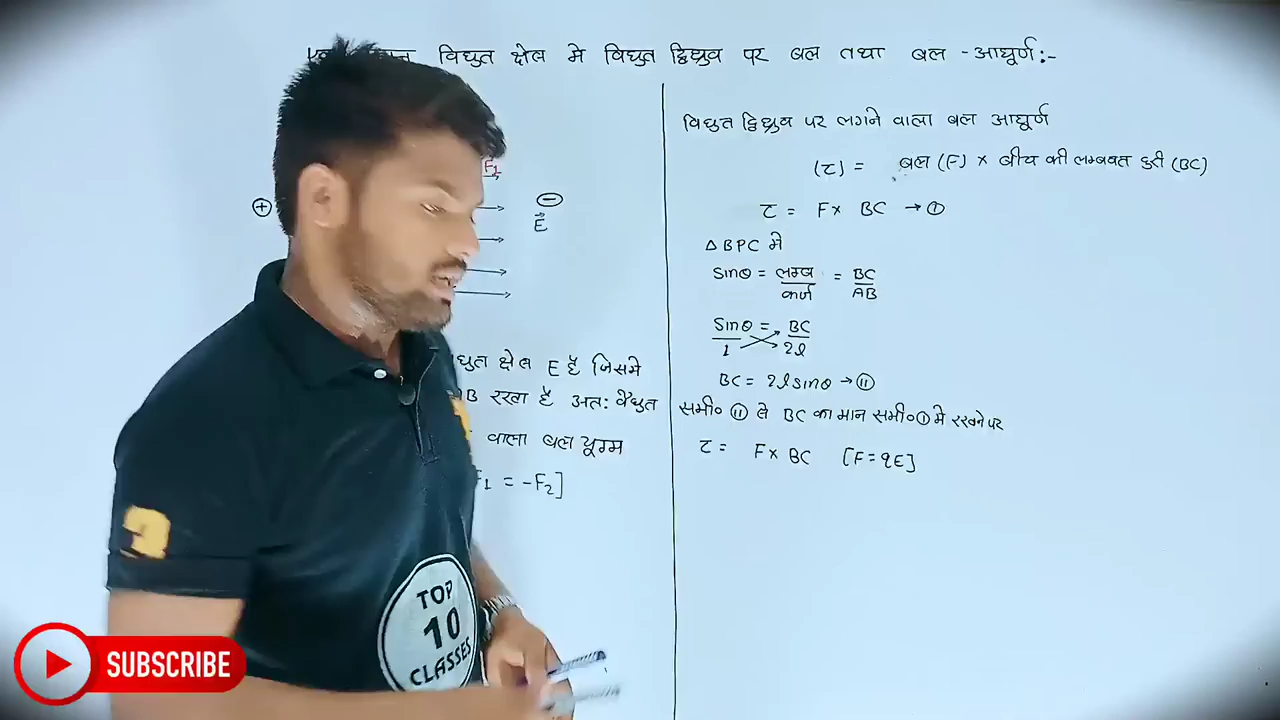 विद्युत क्षेत्र मे विद्युत द्विध्रुव पर बल तथा बल - आघूर्ण :-
F₁
+
−
E⃗
द्युत क्षेत्र E है जिसमे
AB रखा है अतः वैद्युत
वाला बल युग्म
F₁ = -F₂]
विद्युत द्विध्रुव पर लगने वाला बल आघूर्ण
(τ) = बल (F) × बीच की लम्बवत दुरी (BC)
τ = F × BC → ①
△ BPC मे
Sinθ = लम्ब/कर्ण = BC/AB
Sinθ/1 = BC/2l
BC = 2l sinθ → ⑪
समी० ⑪ से BC का मान समी० ① मे रखने पर
τ = F × BC [F = qE]
TOP
10
CLASSES
SUBSCRIBE